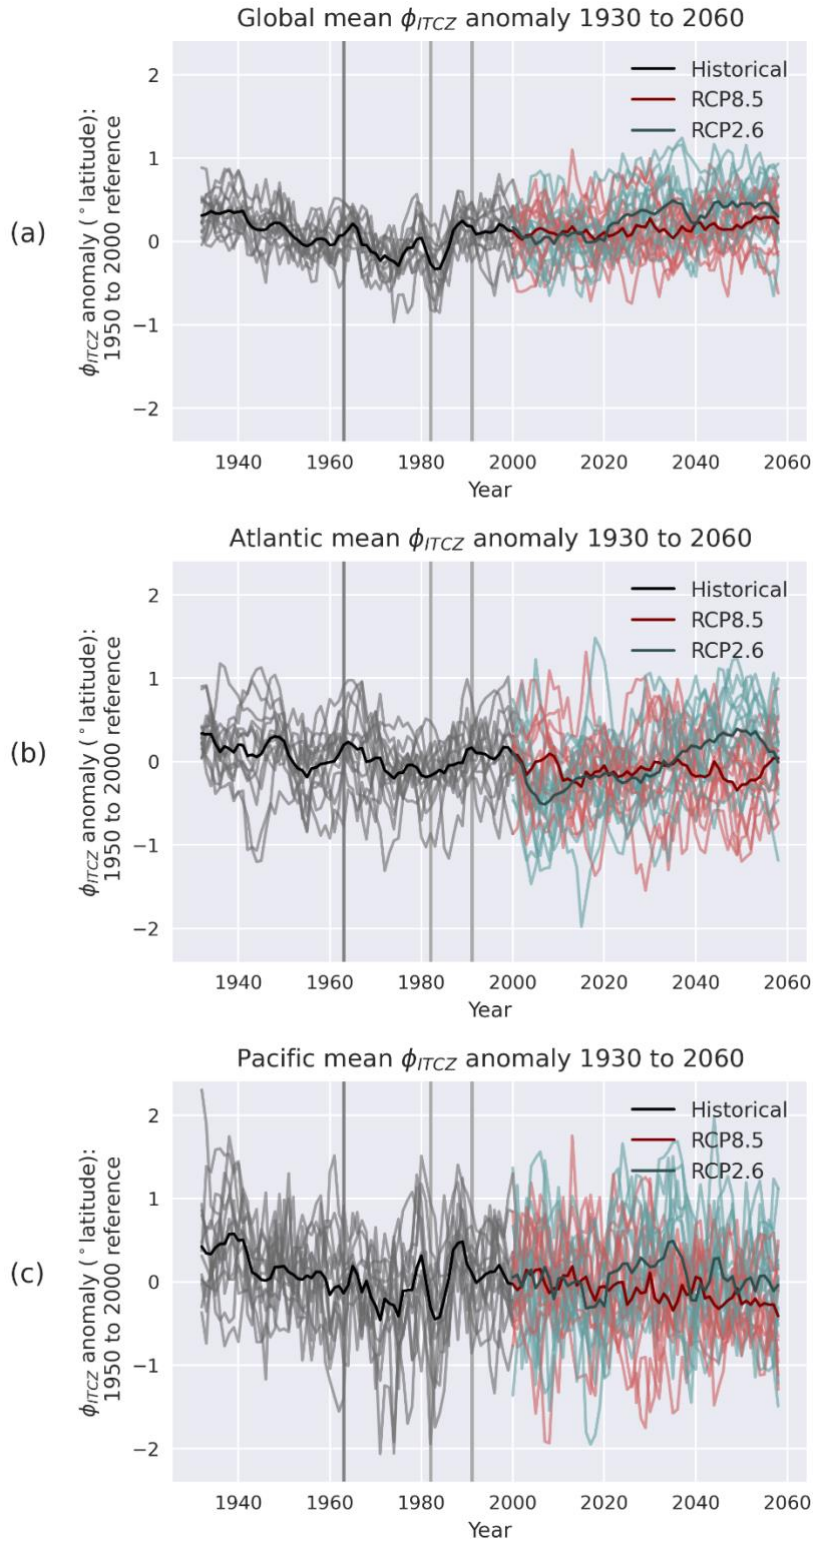 Global mean ϕITCZ anomaly 1930 to 2060
(a)
ϕITCZ anomaly (°latitude):
1950 to 2000 reference
2
1
0
−1
−2
Historical
RCP8.5
RCP2.6
1940 1960 1980 2000 2020 2040 2060
Year
Atlantic mean ϕITCZ anomaly 1930 to 2060
(b)
ϕITCZ anomaly (°latitude):
1950 to 2000 reference
2
1
0
−1
−2
Historical
RCP8.5
RCP2.6
1940 1960 1980 2000 2020 2040 2060
Year
Pacific mean ϕITCZ anomaly 1930 to 2060
(c)
ϕITCZ anomaly (°latitude):
1950 to 2000 reference
2
1
0
−1
−2
Historical
RCP8.5
RCP2.6
1940 1960 1980 2000 2020 2040 2060
Year